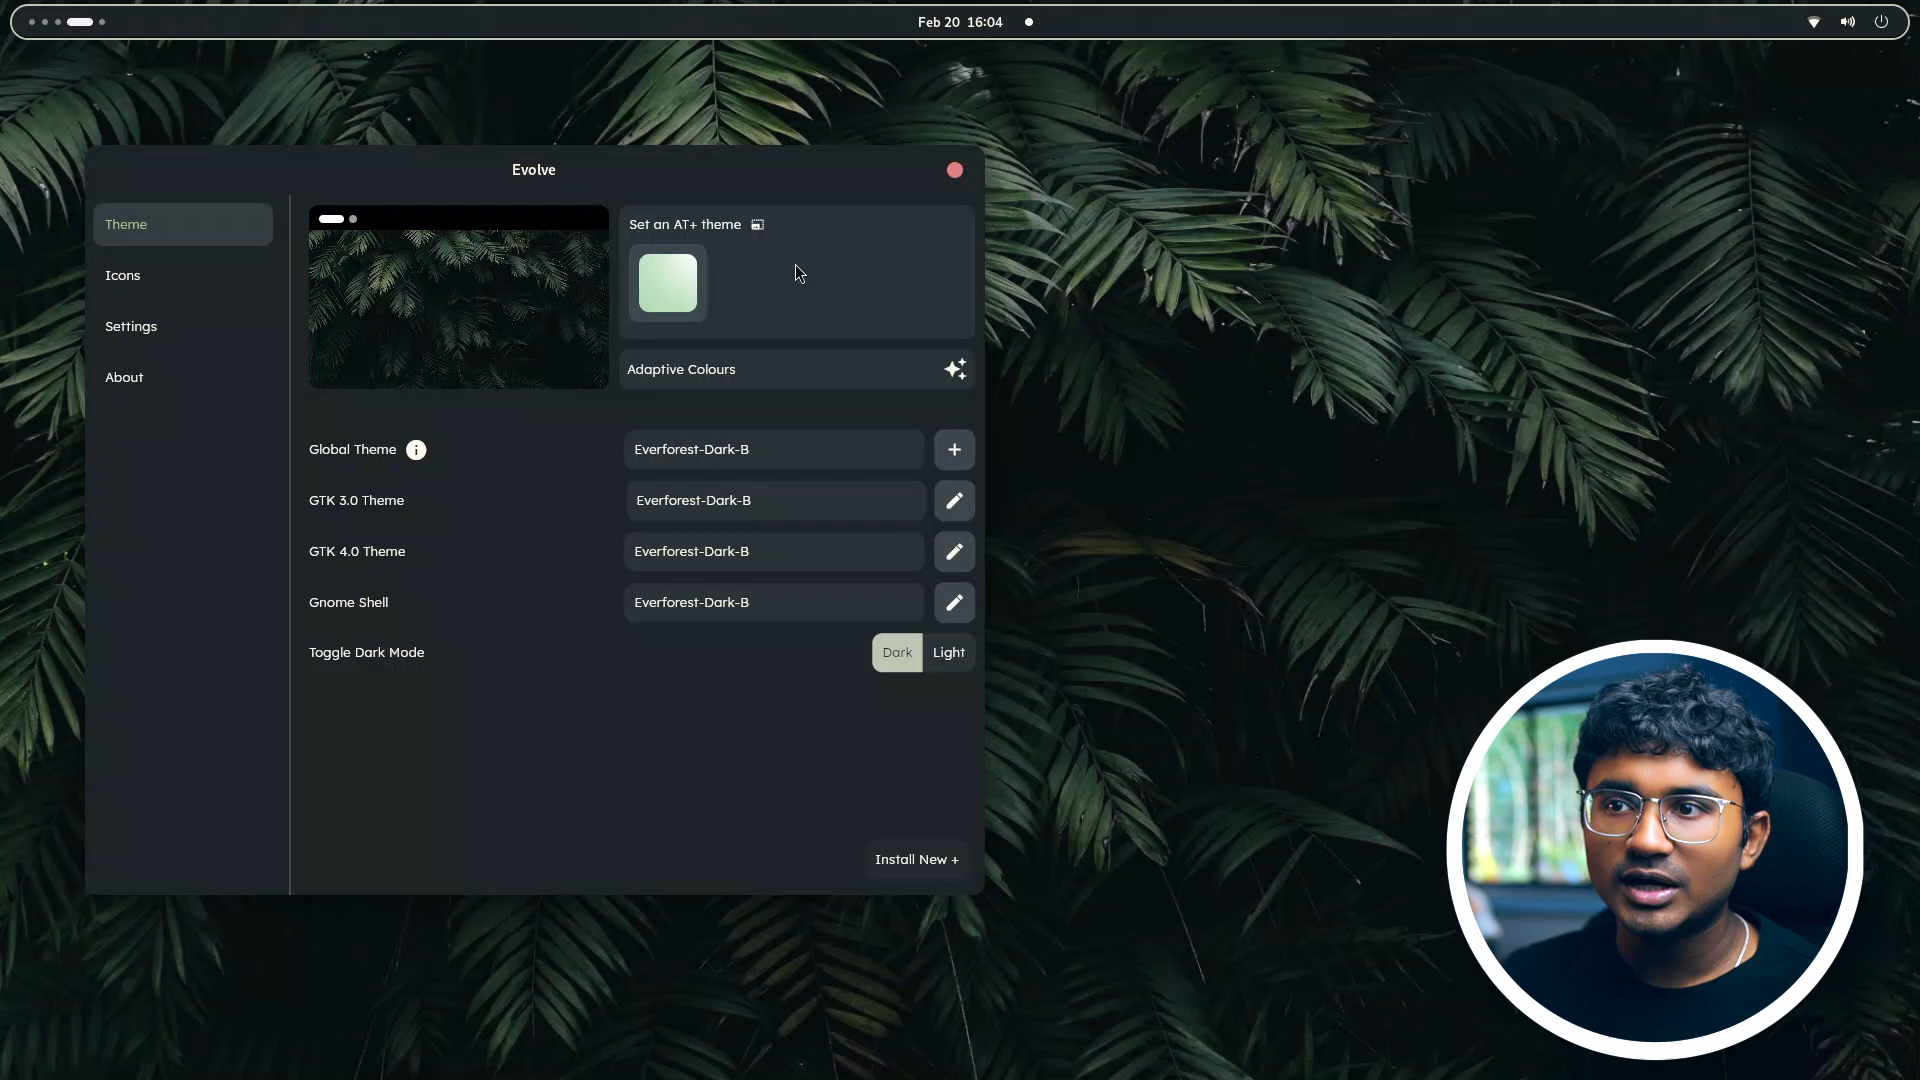 Feb 20 16:04
Evolve
Theme
Icons
Settings
About
Set an AT+ theme
Adaptive Colours
Global Theme
Everforest-Dark-B
+
GTK 3.0 Theme
Everforest-Dark-B
GTK 4.0 Theme
Everforest-Dark-B
Gnome Shell
Everforest-Dark-B
Toggle Dark Mode
Dark Light
Install New +